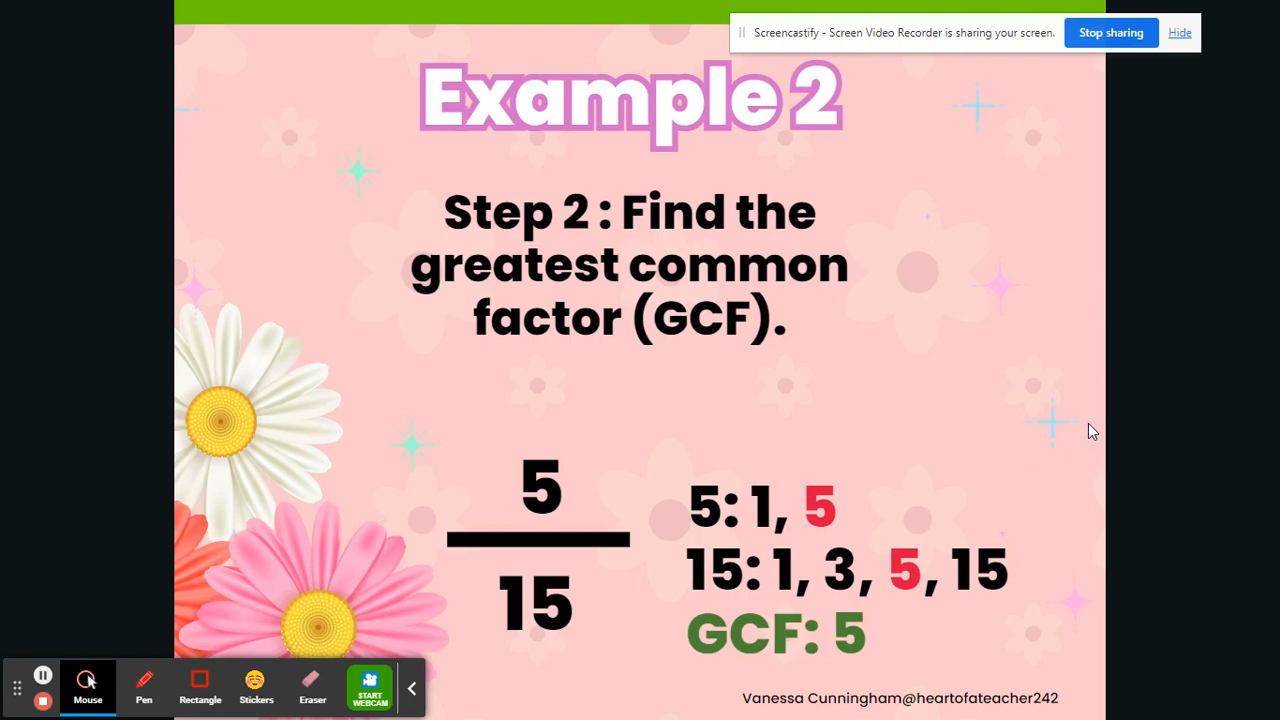 Screencastify - Screen Video Recorder is sharing your screen.
Stop sharing
Hide
Example 2
Step 2 : Find the
greatest common
factor (GCF).
5
15
5: 1, 5
15: 1, 3, 5, 15
GCF: 5
Mouse
Pen
Rectangle
Stickers
Eraser
START
WEBCAM
Vanessa Cunningham@heartofateacher242